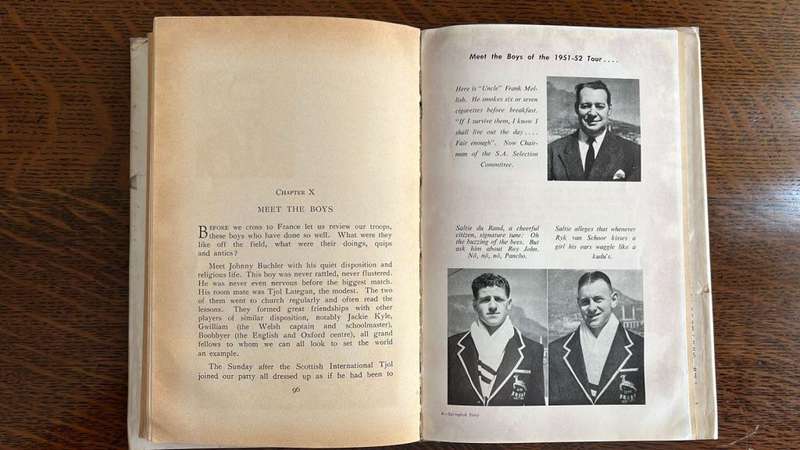 CHAPTER X
MEET THE BOYS
BEFORE we cross to France let us review our troops,
these boys who have done so well. What were they
like off the field, what were their doings, quips
and antics?
Meet Johnny Buchler with his quiet disposition and
religious life. This boy was never rattled, never flustered.
He was never even nervous before the biggest match.
His room mate was Tjol Lategan, the modest. The two
of them went to church regularly and often read the
lessons. They formed great friendships with other
players of similar disposition, notably Jackie Kyle,
Gwilliam (the Welsh captain and schoolmaster),
Boobbyer (the English and Oxford centre), all grand
fellows to whom we can all look to set the world
an example.
The Sunday after the Scottish International Tjol
joined our party all dressed up as if he had been to
96
Meet the Boys of the 1951-52 Tour....
Here is "Uncle" Frank Mel-
lish. He smokes six or seven
cigarettes before breakfast.
"If I survive them, I know I
shall live out the day....
Fair enough". Now Chair-
man of the S.A. Selection
Committee.
Saltie du Rand, a cheerful
citizen, signature tune: Oh
the buzzing of the bees. But
ask him about Roy John.
Nô, nô, nô, Pancho.
Saltie alleges that whenever
Ryk van Schoor kisses a
girl his ears waggle like a
kudu's.